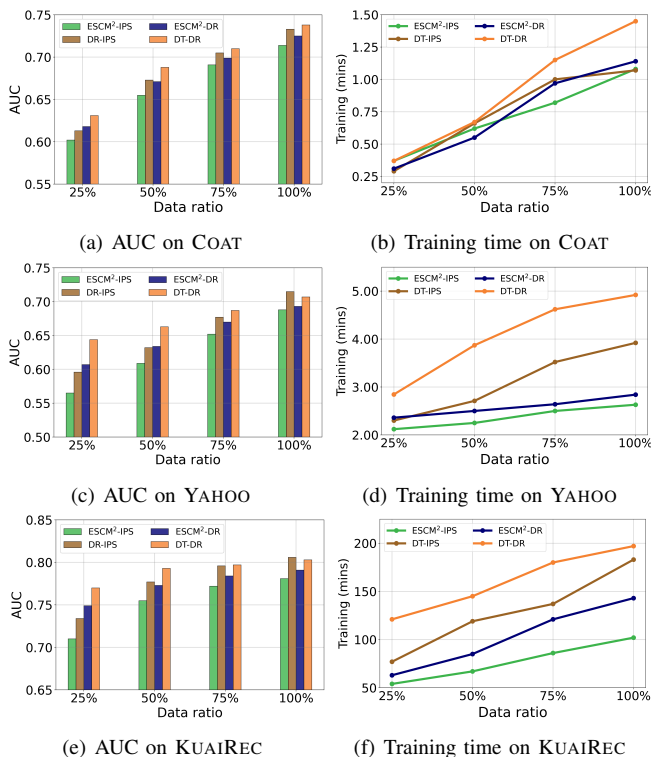 ESCM²-IPS ESCM²-DR
DR-IPS DT-DR
AUC
0.75
0.70
0.65
0.60
0.55
25% 50% 75% 100%
Data ratio
(a) AUC on COAT
ESCM²-IPS ESCM²-DR
DT-IPS DT-DR
Training (mins)
1.50
1.25
1.00
0.75
0.50
0.25
25% 50% 75% 100%
Data ratio
(b) Training time on COAT
ESCM²-IPS ESCM²-DR
DR-IPS DT-DR
AUC
0.75
0.70
0.65
0.60
0.55
0.50
25% 50% 75% 100%
Data ratio
(c) AUC on YAHOO
ESCM²-IPS ESCM²-DR
DT-IPS DT-DR
Training (mins)
5.00
4.00
3.00
2.00
25% 50% 75% 100%
Data ratio
(d) Training time on YAHOO
ESCM²-IPS ESCM²-DR
DR-IPS DT-DR
AUC
0.85
0.80
0.75
0.70
0.65
25% 50% 75% 100%
Data ratio
(e) AUC on KUAIREC
ESCM²-IPS ESCM²-DR
DT-IPS DT-DR
Training (mins)
200
150
100
50
25% 50% 75% 100%
Data ratio
(f) Training time on KUAIREC